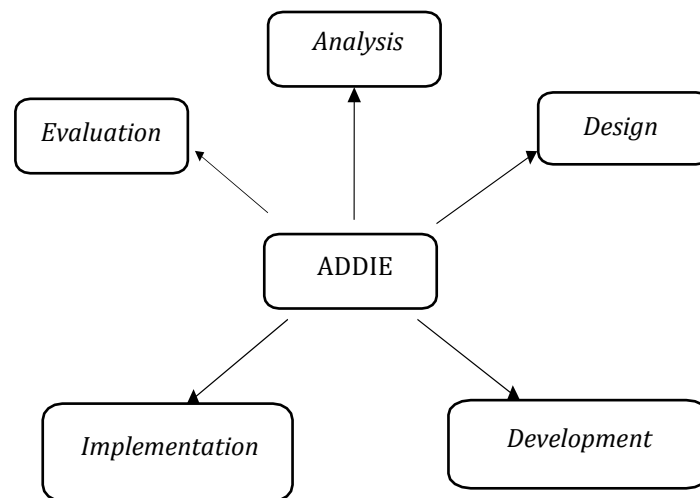 Analysis
Evaluation
Design
ADDIE
Implementation
Development